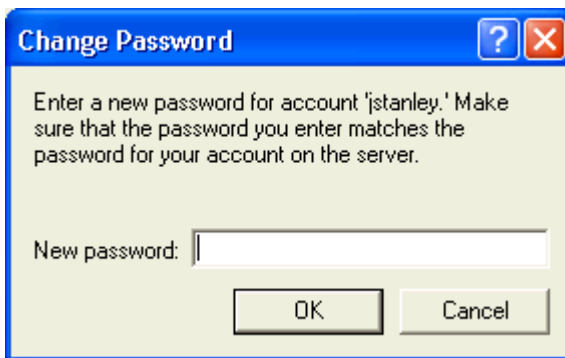 Change Password
Enter a new password for account 'jstanley.' Make
sure that the password you enter matches the
password for your account on the server.
New password:
OK Cancel